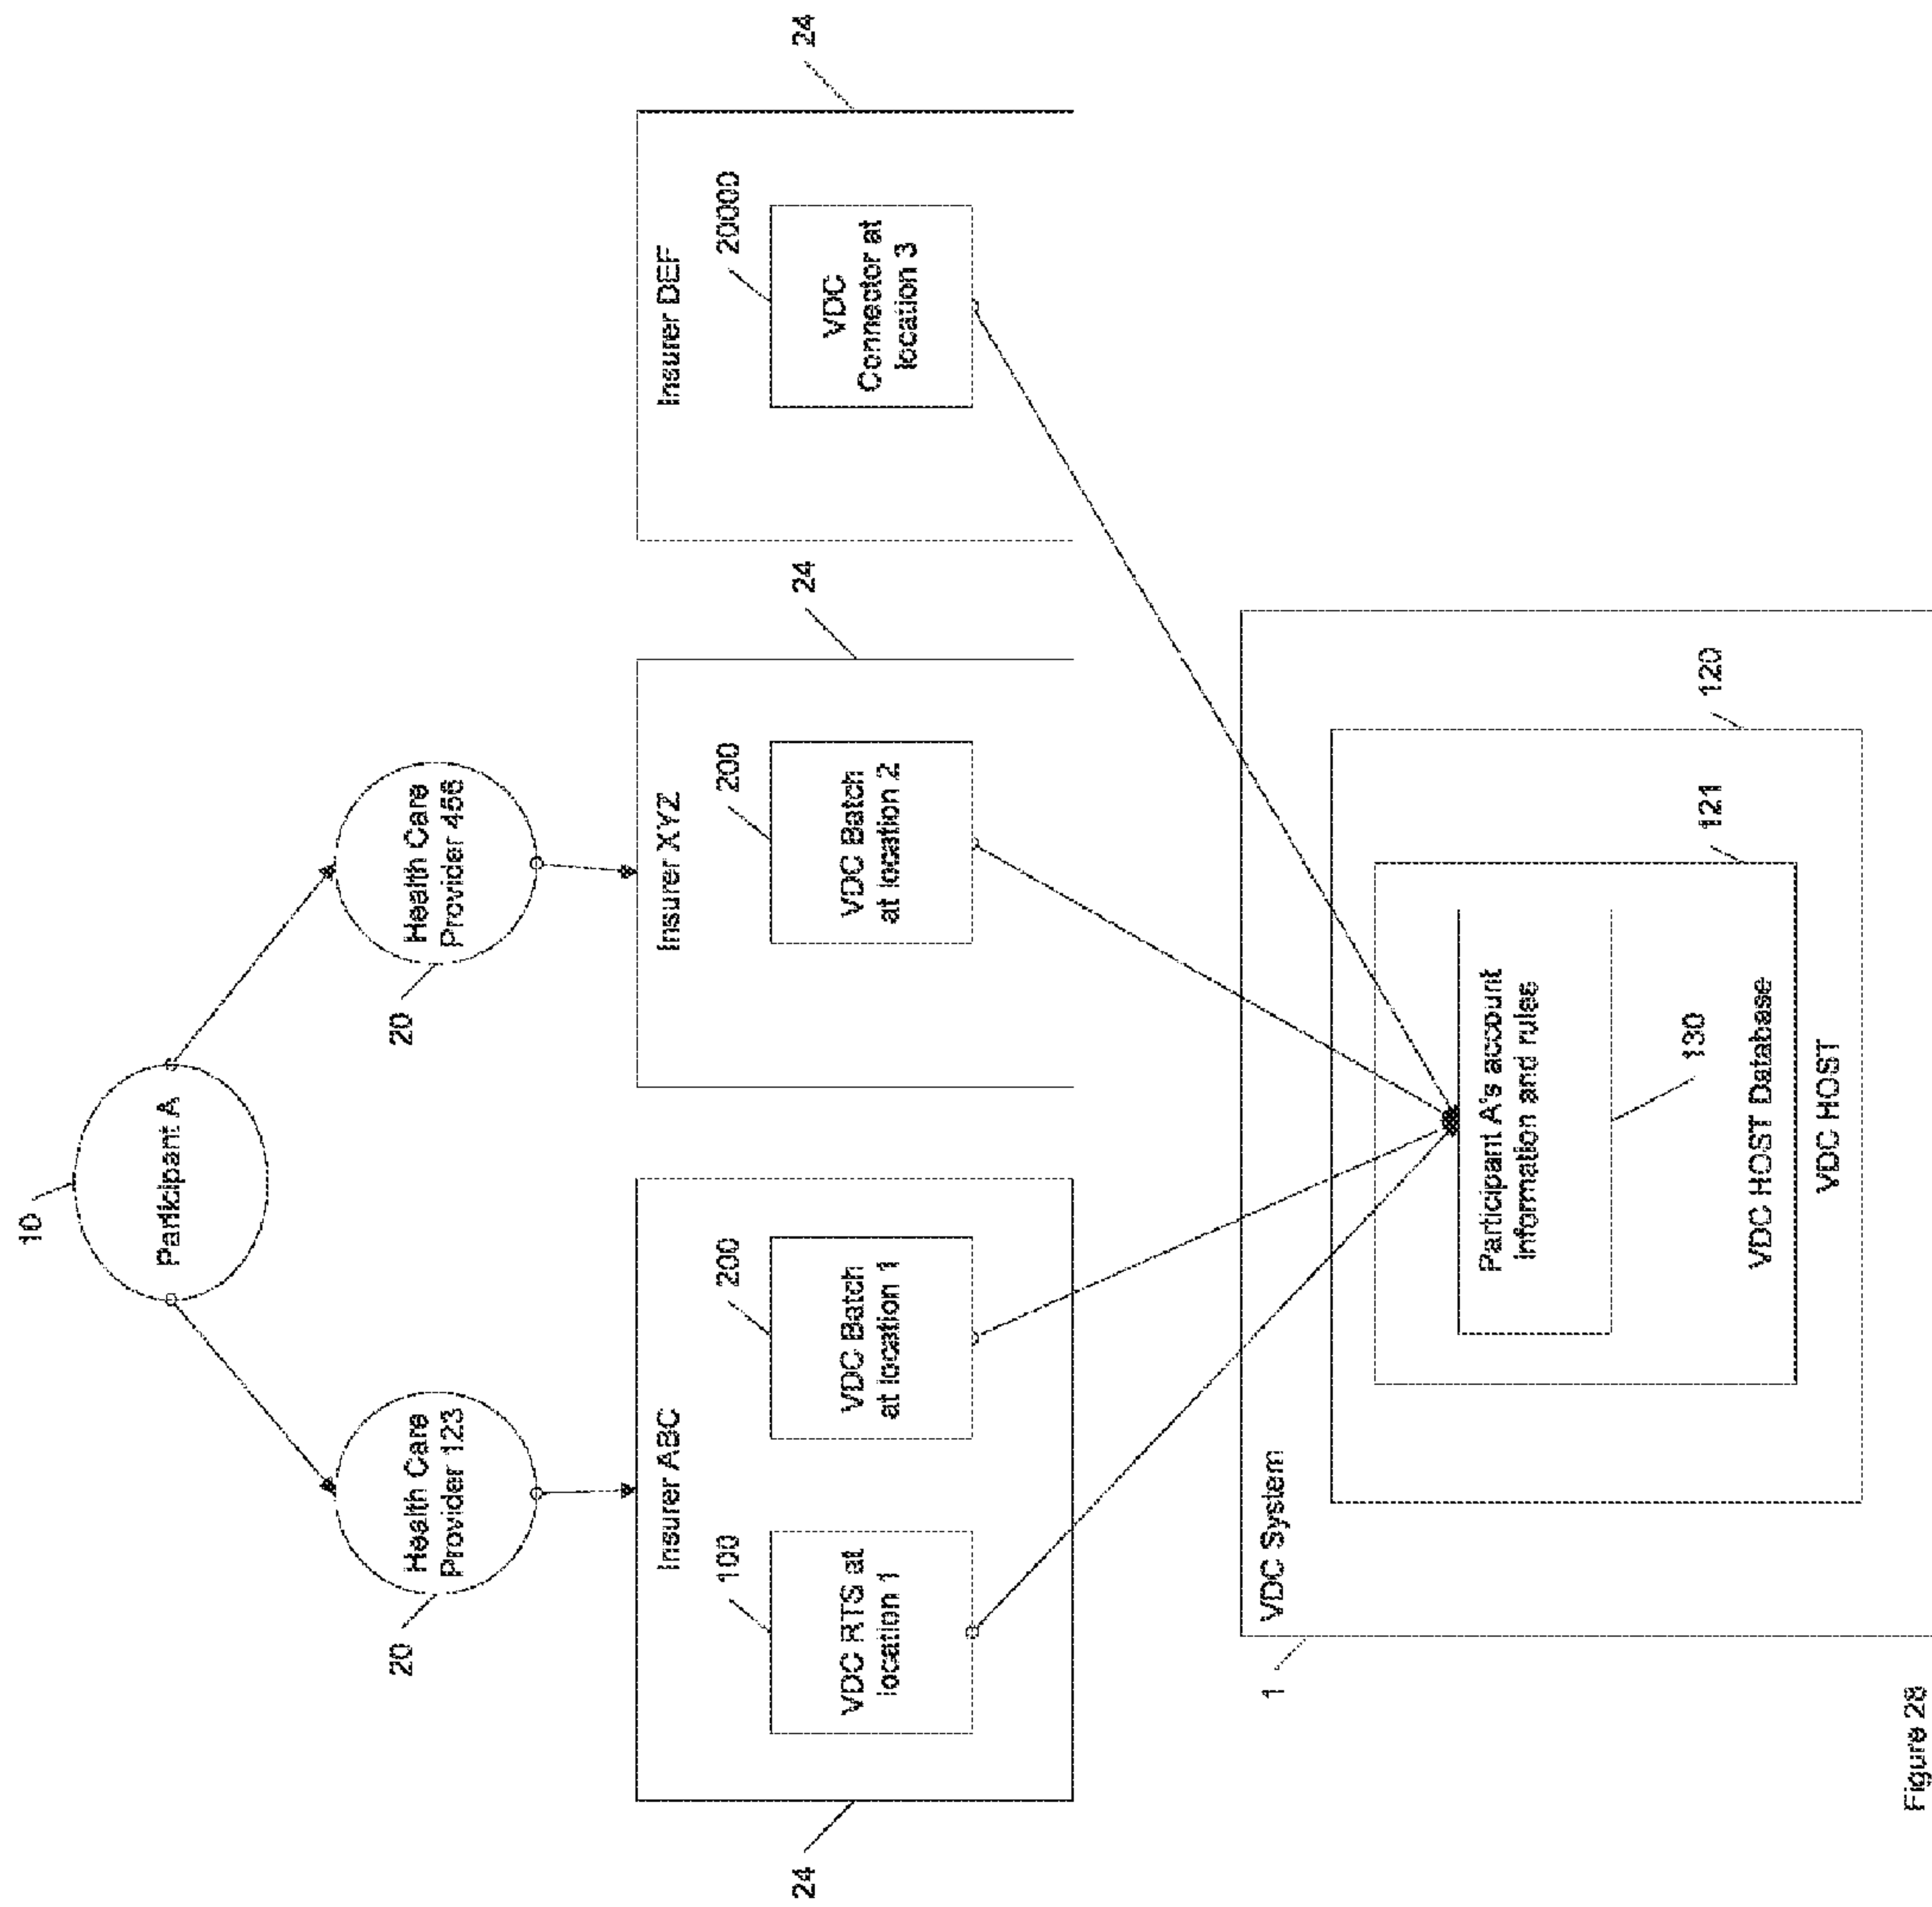 10
Participant A
20
Health Care
Provider 123
20
Health Care
Provider 456
24
Insurer ABC
100
VDC RTS at
location 1
200
VDC Batch
at location 1
24
Insurer XYZ
200
VDC Batch
at location 2
24
Insurer DEF
20000
VDC
Connector at
location 3
1
VDC System
Participant A's account
information and rules
130
VDC HOST Database
121
VDC HOST
120
Figure 28